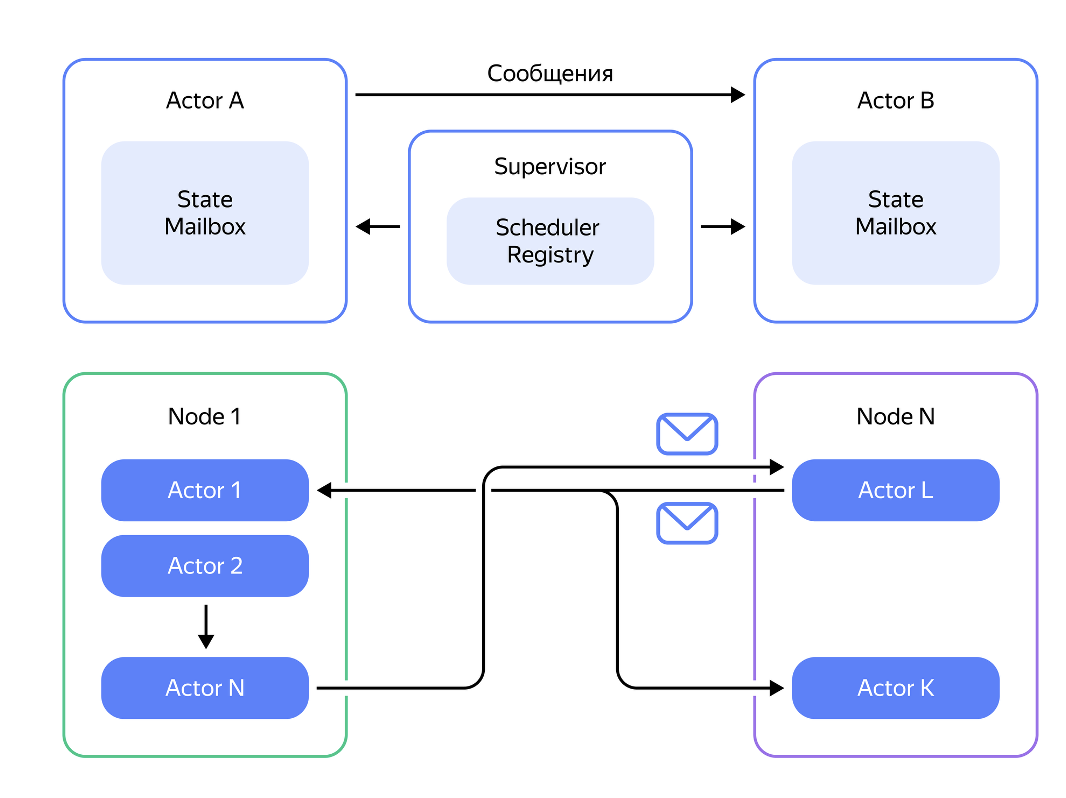 Сообщения
Actor A
Actor B
State
Mailbox
Supervisor
Scheduler
Registry
State
Mailbox
Node 1
Node N
Actor 1
Actor L
Actor 2
Actor N
Actor K